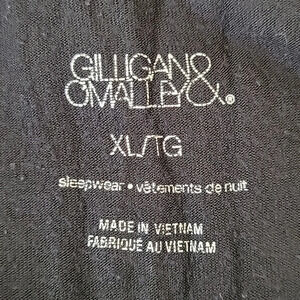 GILLIGAN &
O'MALLEY®
XL/TG
sleepwear • vêtements de nuit
MADE IN VIETNAM
FABRIQUÉ AU VIETNAM